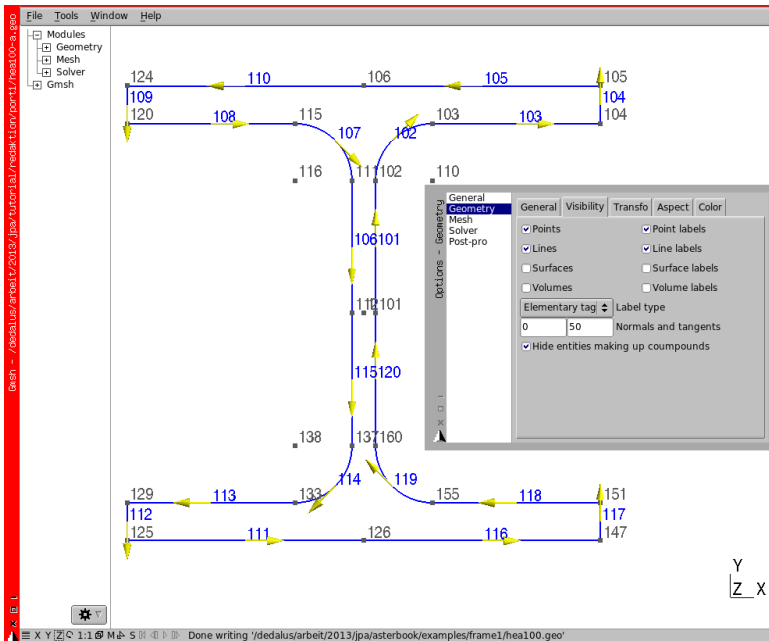 File Tools Window Help
Gmsh - /dedalus/arbeit/2013/jpa/tutorial/redaktion/port1/hea100-a.geo
Modules
Geometry
Mesh
Solver
Gmsh
124 110 106 105 105
109 104
120 108 115 103 103 104
107 102
116 111 102 110
106 101
112 101
115 120
138 137 160
114 119
129 113 133 155 118 151
112 117
125 111 126 116 147
Options - Geometry
General
Geometry
Mesh
Solver
Post-pro
General Visibility Transfo Aspect Color
Points Point labels
Lines Line labels
Surfaces Surface labels
Volumes Volume labels
Elementary tag Label type
0 50 Normals and tangents
Hide entities making up coumpounds
Y
Z X
X Y Z 1:1 M S Done writing '/dedalus/arbeit/2013/jpa/asterbook/examples/frame1/hea100.geo'